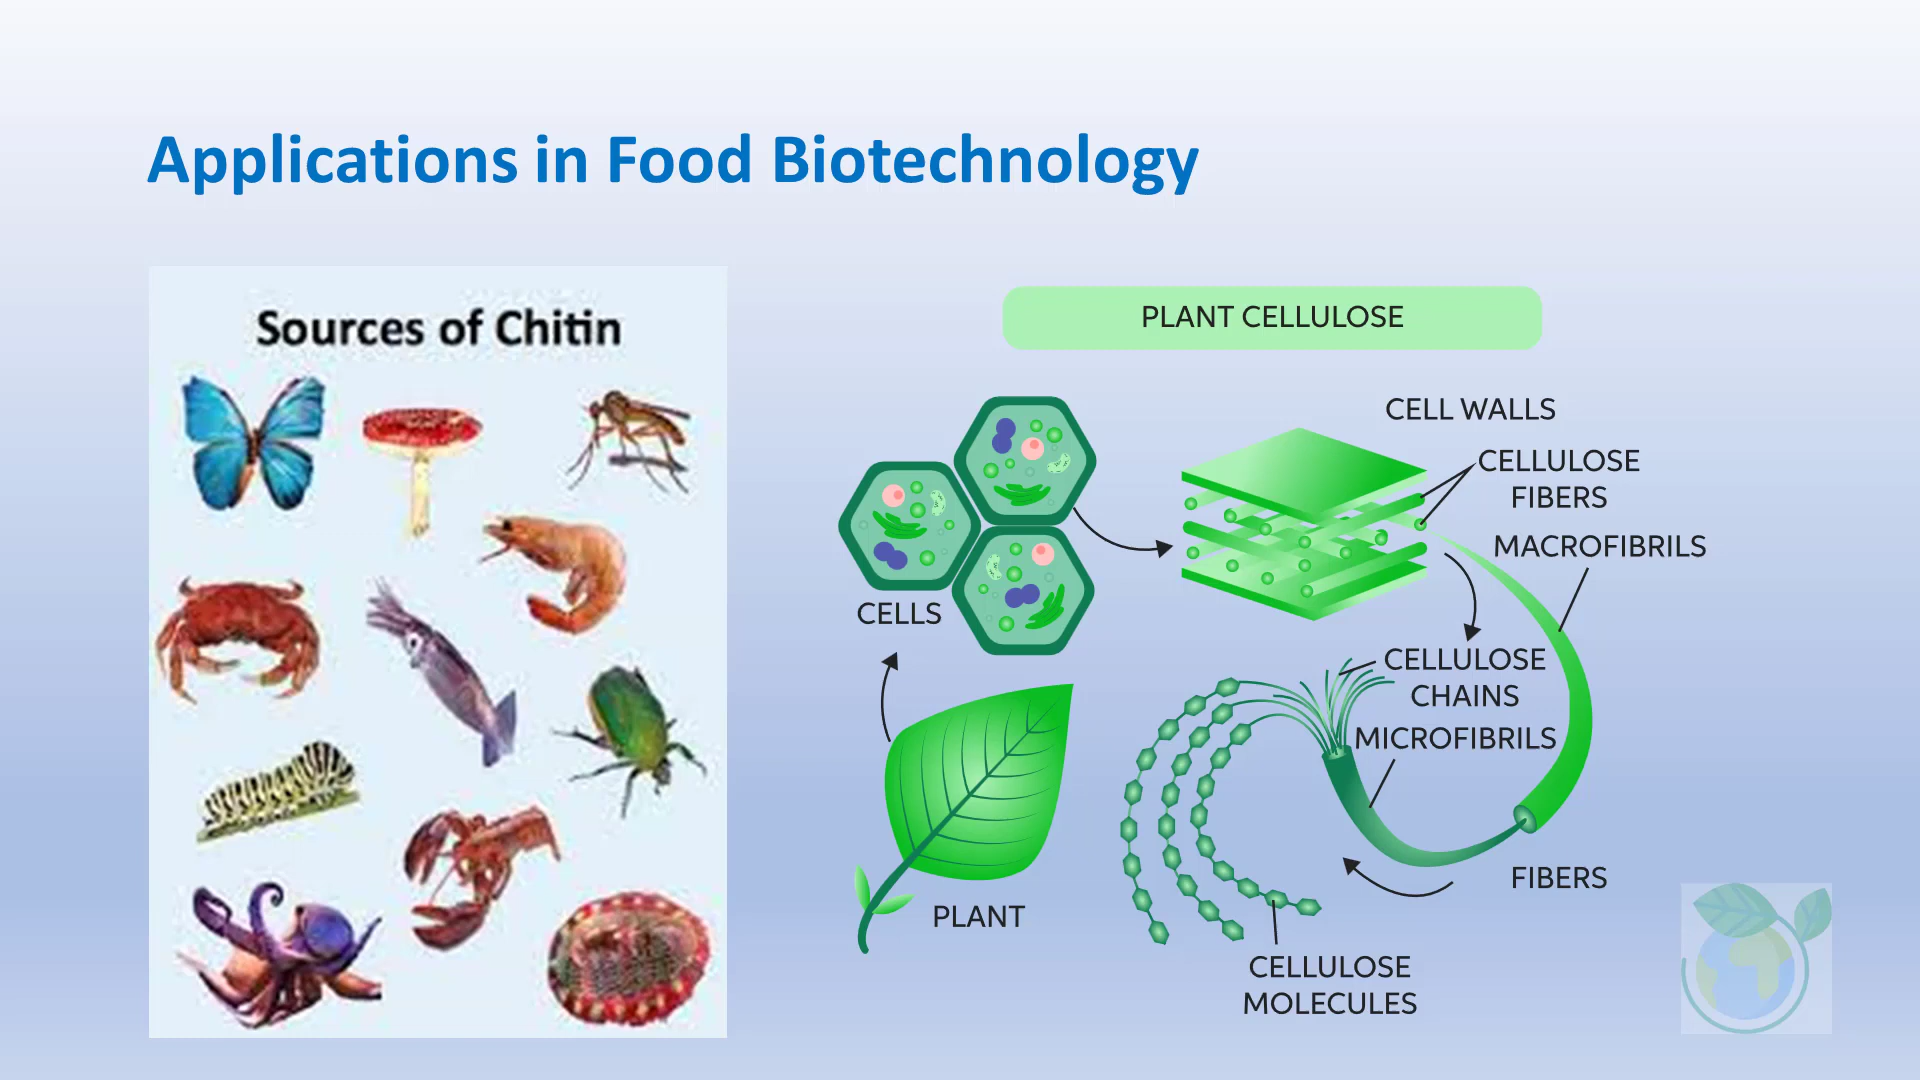 Applications in Food Biotechnology
Sources of Chitin
PLANT CELLULOSE
CELL WALLS
CELLULOSE
FIBERS
MACROFIBRILS
CELLS
CELLULOSE
CHAINS
MICROFIBRILS
FIBERS
PLANT
CELLULOSE
MOLECULES